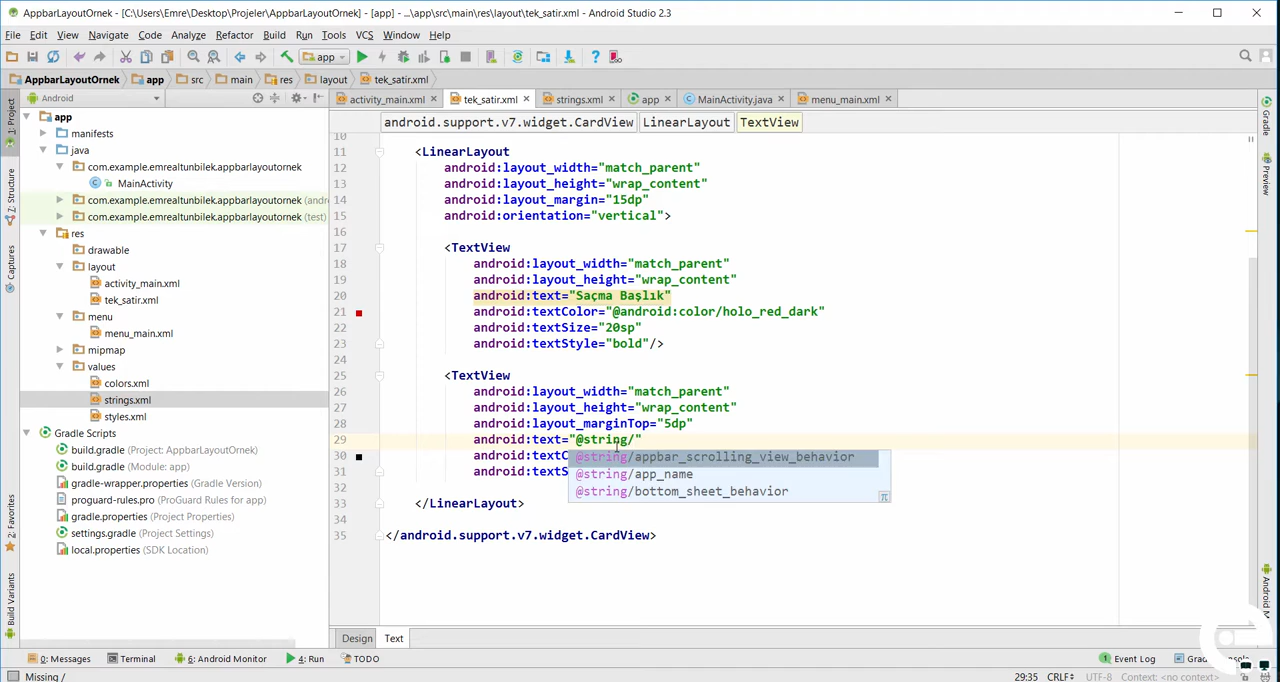 AppbarLayoutOrnek - [C:\Users\Emre\Desktop\Projeler\AppbarLayoutOrnek] - [app] - ...\app\src\main\res\layout\tek_satir.xml - Android Studio 2.3
File Edit View Navigate Code Analyze Refactor Build Run Tools VCS Window Help
app
AppbarLayoutOrnek app src main res layout tek_satir.xml
Android
activity_main.xml tek_satir.xml strings.xml app MainActivity.java menu_main.xml
android.support.v7.widget.CardView LinearLayout TextView
1: Project
Z: Structure
Captures
2: Favorites
Build Variants
app
manifests
java
com.example.emrealtunbilek.appbarlayoutornek
MainActivity
com.example.emrealtunbilek.appbarlayoutornek (andr
com.example.emrealtunbilek.appbarlayoutornek (test)
res
drawable
layout
activity_main.xml
tek_satir.xml
menu
menu_main.xml
mipmap
values
colors.xml
strings.xml
styles.xml
Gradle Scripts
build.gradle (Project: AppbarLayoutOrnek)
build.gradle (Module: app)
gradle-wrapper.properties (Gradle Version)
proguard-rules.pro (ProGuard Rules for app)
gradle.properties (Project Properties)
settings.gradle (Project Settings)
local.properties (SDK Location)
10
11 <LinearLayout
12 android:layout_width="match_parent"
13 android:layout_height="wrap_content"
14 android:layout_margin="15dp"
15 android:orientation="vertical">
16
17 <TextView
18 android:layout_width="match_parent"
19 android:layout_height="wrap_content"
20 android:text="Saçma Başlık"
21 android:textColor="@android:color/holo_red_dark"
22 android:textSize="20sp"
23 android:textStyle="bold"/>
24
25 <TextView
26 android:layout_width="match_parent"
27 android:layout_height="wrap_content"
28 android:layout_marginTop="5dp"
29 android:text="@string/"
30 android:textC
31 android:textS
32
33 </LinearLayout>
34
35 </android.support.v7.widget.CardView>
@string/appbar_scrolling_view_behavior
@string/app_name
@string/bottom_sheet_behavior
π
Gradle
Preview
Android M
Design Text
0: Messages Terminal 6: Android Monitor 4: Run TODO 1 Event Log
Missing / 29:35 CRLF UTF-8 Context: <no context>